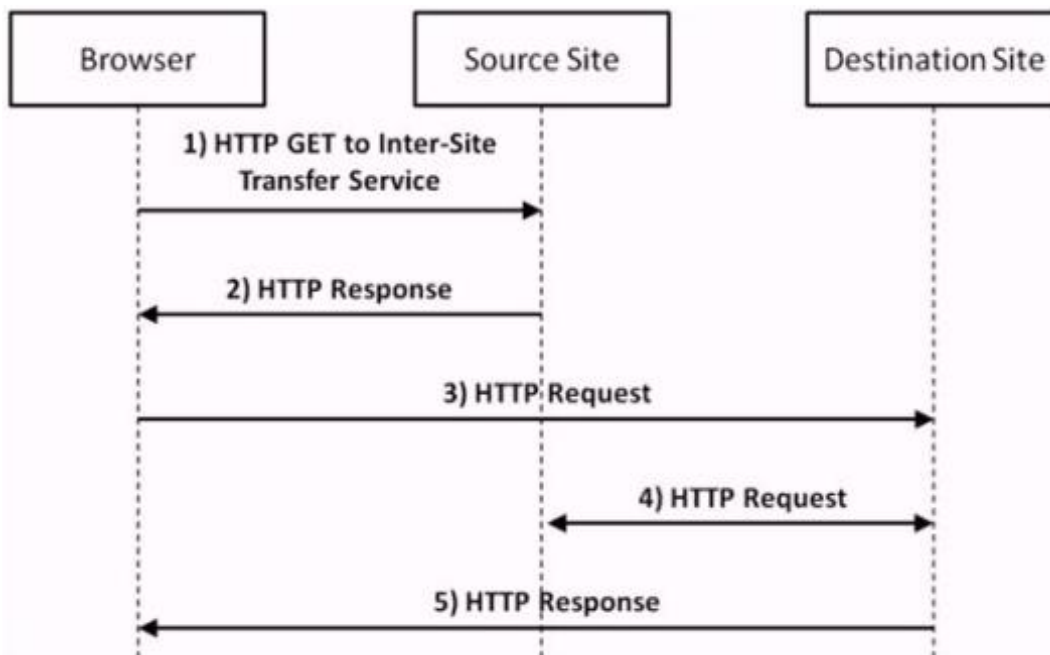 Browser
Source Site
Destination Site
1) HTTP GET to Inter-Site
Transfer Service
2) HTTP Response
3) HTTP Request
4) HTTP Request
5) HTTP Response